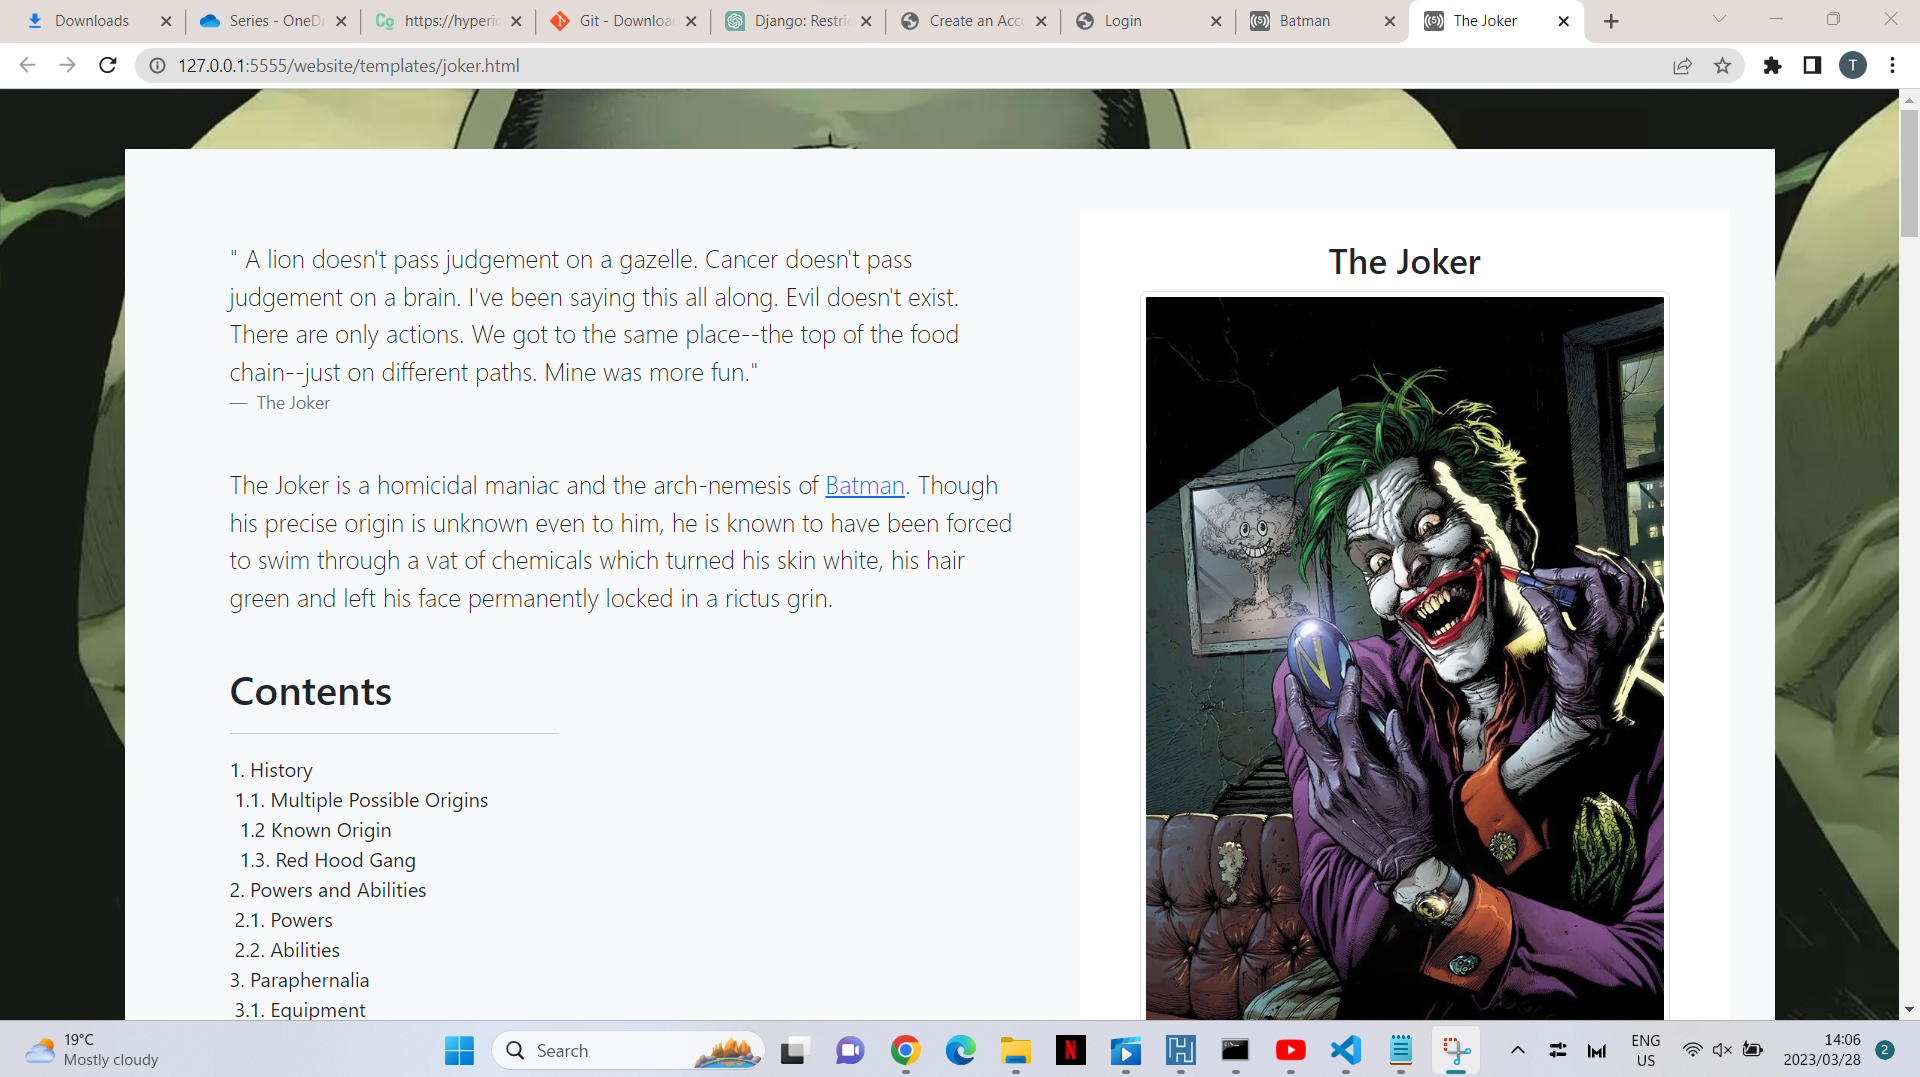 Downloads
Series - OneD
https://hyperi
Git - Downloa
Django: Restri
Create an Acc
Login
Batman
The Joker
127.0.0.1:5555/website/templates/joker.html
T
" A lion doesn't pass judgement on a gazelle. Cancer doesn't pass
judgement on a brain. I've been saying this all along. Evil doesn't exist.
There are only actions. We got to the same place--the top of the food
chain--just on different paths. Mine was more fun."
— The Joker
The Joker is a homicidal maniac and the arch-nemesis of Batman. Though
his precise origin is unknown even to him, he is known to have been forced
to swim through a vat of chemicals which turned his skin white, his hair
green and left his face permanently locked in a rictus grin.
Contents
1. History
1.1. Multiple Possible Origins
1.2 Known Origin
1.3. Red Hood Gang
2. Powers and Abilities
2.1. Powers
2.2. Abilities
3. Paraphernalia
3.1. Equipment
The Joker
N
19°C
Mostly cloudy
Search
ENG
US
14:06
2023/03/28
2